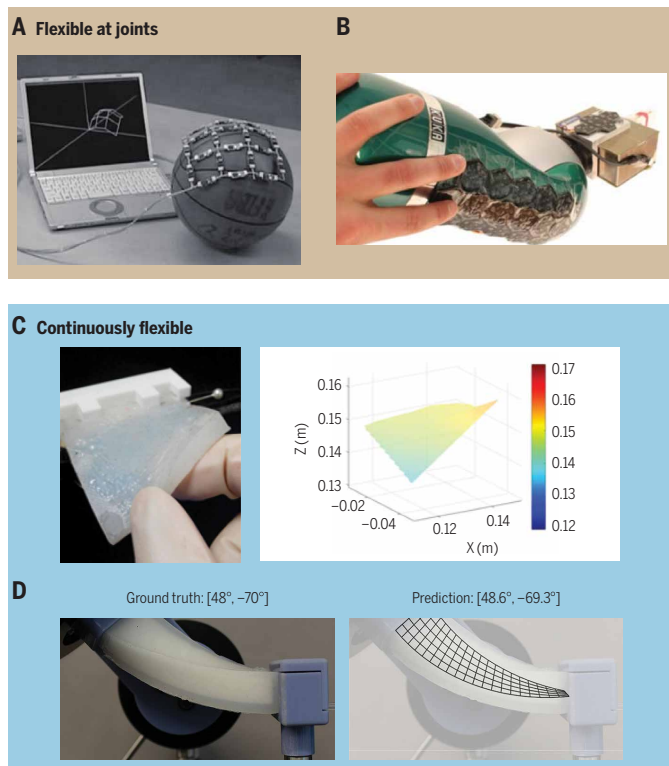 A Flexible at joints
B
KUKA
C Continuously flexible
0.16
0.15
0.14
0.13
Z (m)
−0.02
−0.04
0.12
0.14
X (m)
0.17
0.16
0.15
0.14
0.13
0.12
D
Ground truth: [48°, −70°]
Prediction: [48.6°, −69.3°]